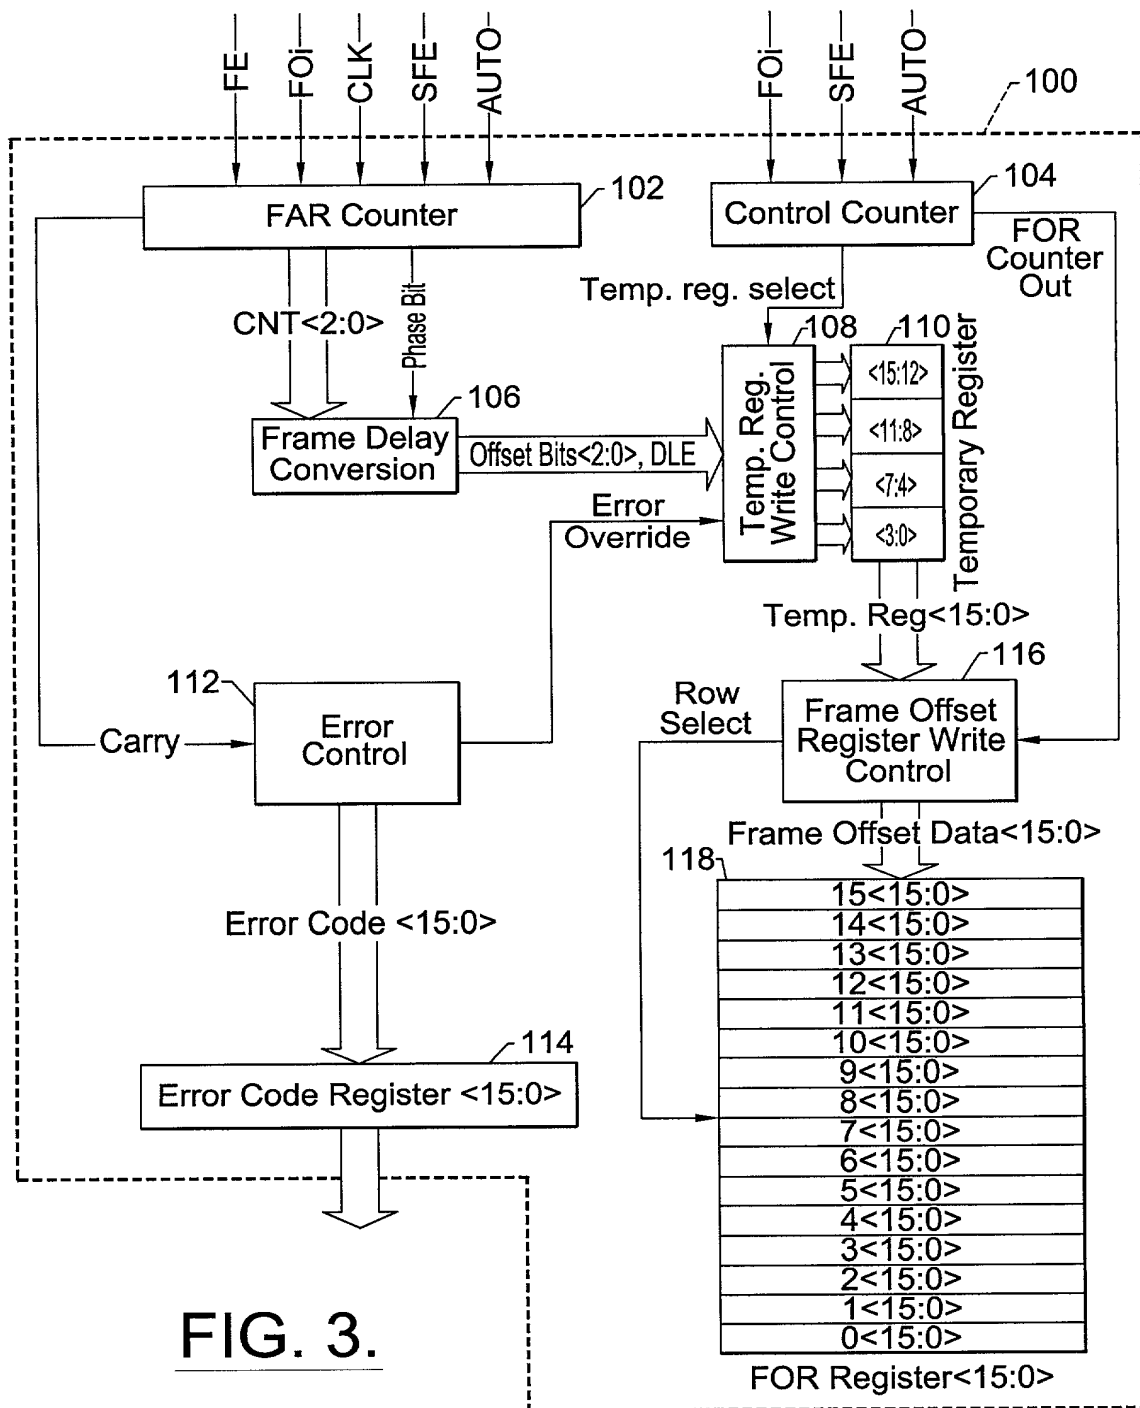 FE
FOi
CLK
SFE
AUTO
FOi
SFE
AUTO
100
102
FAR Counter
104
Control Counter
FOR
Counter
Out
CNT<2:0>
Phase Bit
Temp. reg. select
108
110
106
Frame Delay
Conversion
Offset Bits<2:0>, DLE
Temp. Reg.
Write Control
<15:12>
<11:8>
<7:4>
<3:0>
Temporary Register
Error
Override
Temp. Reg<15:0>
112
Error
Control
Carry
116
Row
Select
Frame Offset
Register Write
Control
Frame Offset Data<15:0>
118
Error Code <15:0>
114
Error Code Register <15:0>
15<15:0>
14<15:0>
13<15:0>
12<15:0>
11<15:0>
10<15:0>
9<15:0>
8<15:0>
7<15:0>
6<15:0>
5<15:0>
4<15:0>
3<15:0>
2<15:0>
1<15:0>
0<15:0>
FOR Register<15:0>
FIG. 3.